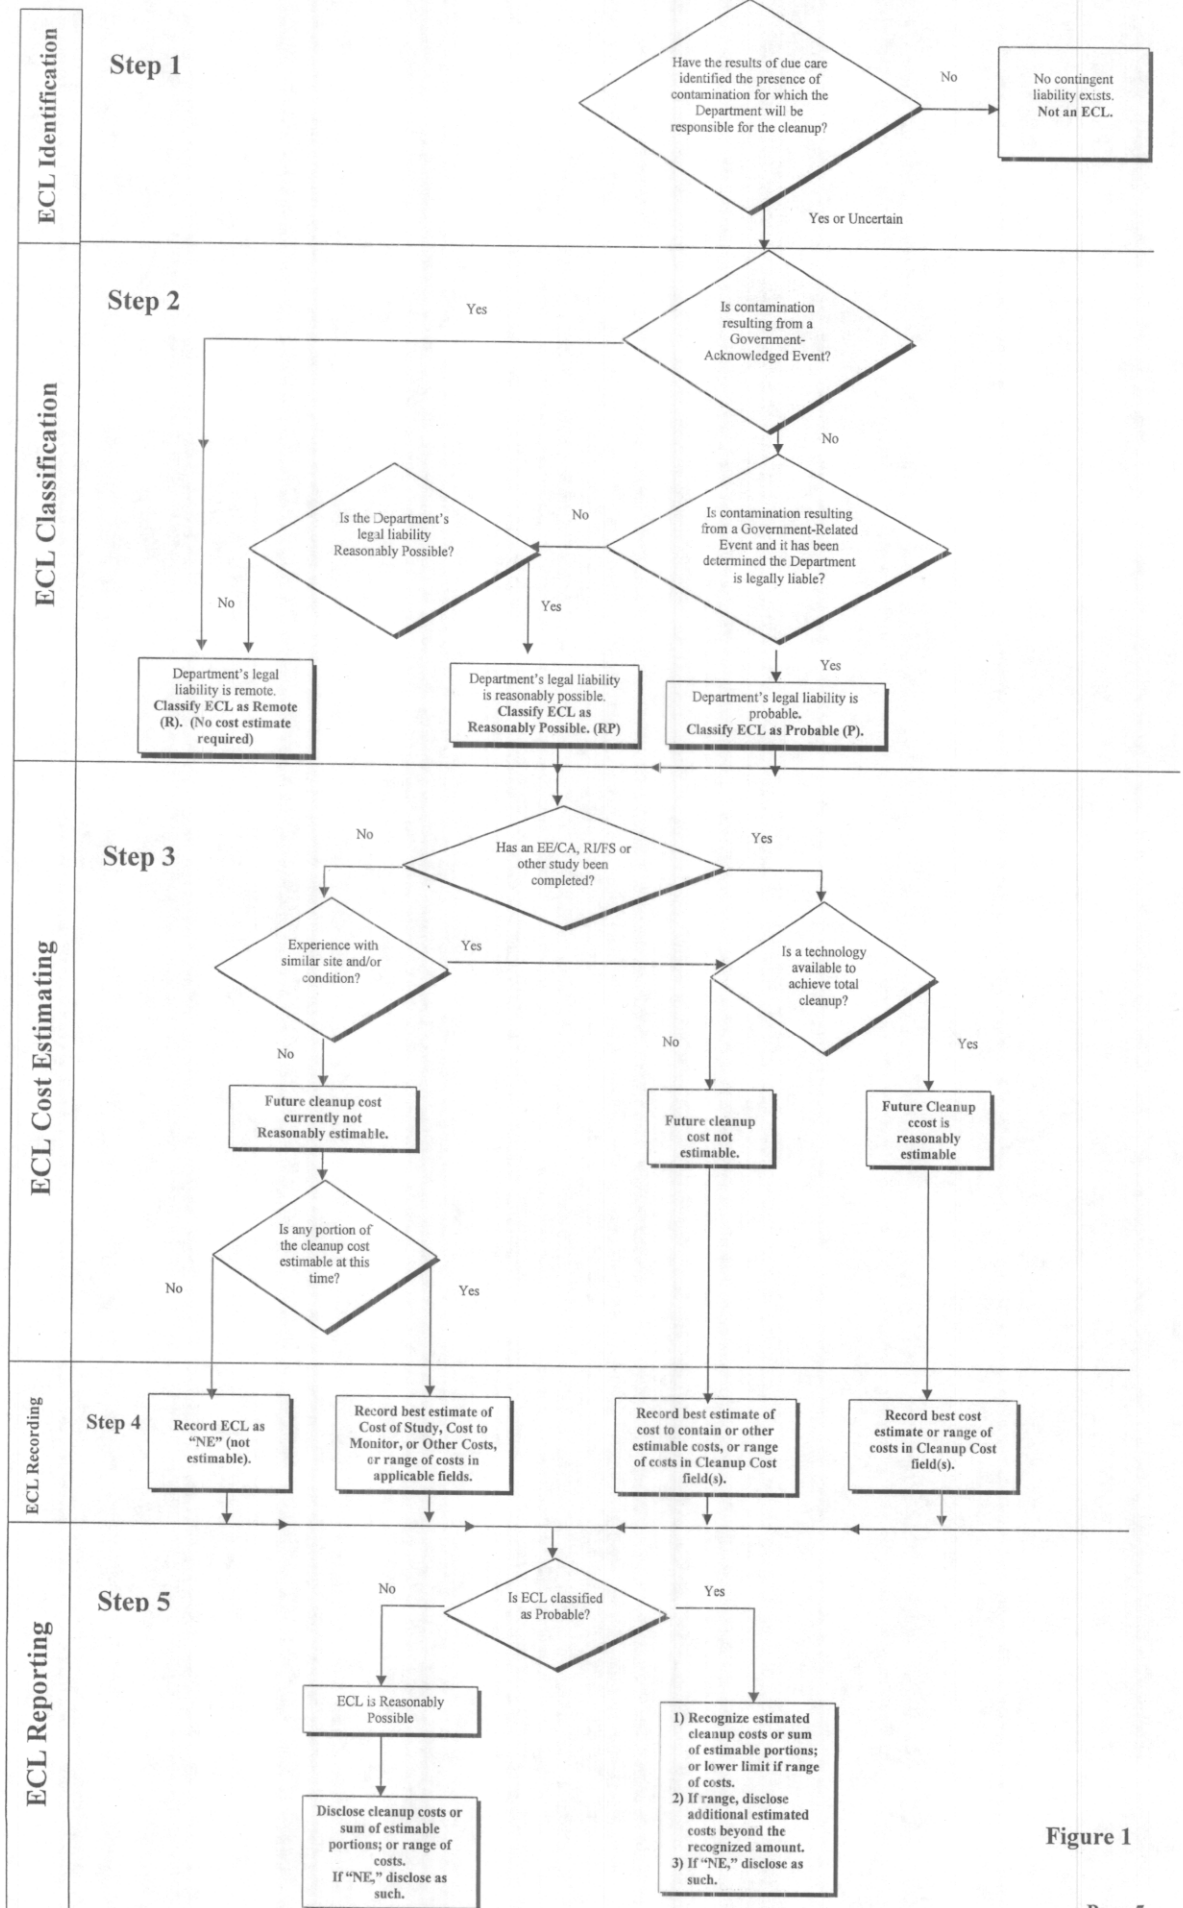 ECL Identification
Step 1
Have the results of due care
identified the presence of
contamination for which the
Department will be
responsible for the cleanup?
No
No contingent
liability exists.
Not an ECL.
Yes or Uncertain
ECL Classification
Step 2
Yes
Is contamination
resulting from a
Government-
Acknowledged Event?
No
Is the Department's
legal liability
Reasonably Possible?
No
Is contamination resulting
from a Government-Related
Event and it has been
determined the Department
is legally liable?
No
Yes
Yes
Department's legal
liability is remote.
Classify ECL as Remote
(R). (No cost estimate
required)
Department's legal liability
is reasonably possible.
Classify ECL as
Reasonably Possible. (RP)
Department's legal liability is
probable.
Classify ECL as Probable (P).
ECL Cost Estimating
Step 3
No
Has an EE/CA, RI/FS or
other study been
completed?
Yes
Experience with
similar site and/or
condition?
Yes
Is a technology
available to
achieve total
cleanup?
No
No
Yes
Future cleanup cost
currently not
Reasonably estimable.
Future cleanup
cost not
estimable.
Future Cleanup
ccost is
reasonably
estimable
Is any portion of
the cleanup cost
estimable at this
time?
No
Yes
ECL Recording
Step 4
Record ECL as
“NE” (not
estimable).
Record best estimate of
Cost of Study, Cost to
Monitor, or Other Costs,
or range of costs in
applicable fields.
Record best estimate of
cost to contain or other
estimable costs, or range
of costs in Cleanup Cost
field(s).
Record best cost
estimate or range of
costs in Cleanup Cost
field(s).
ECL Reporting
Step 5
No
Is ECL classified
as Probable?
Yes
ECL is Reasonably
Possible
Disclose cleanup costs or
sum of estimable
portions; or range of
costs.
If “NE,” disclose as
such.
1) Recognize estimated
cleanup costs or sum
of estimable portions;
or lower limit if range
of costs.
2) If range, disclose
additional estimated
costs beyond the
recognized amount.
3) If “NE,” disclose as
such.
Figure 1